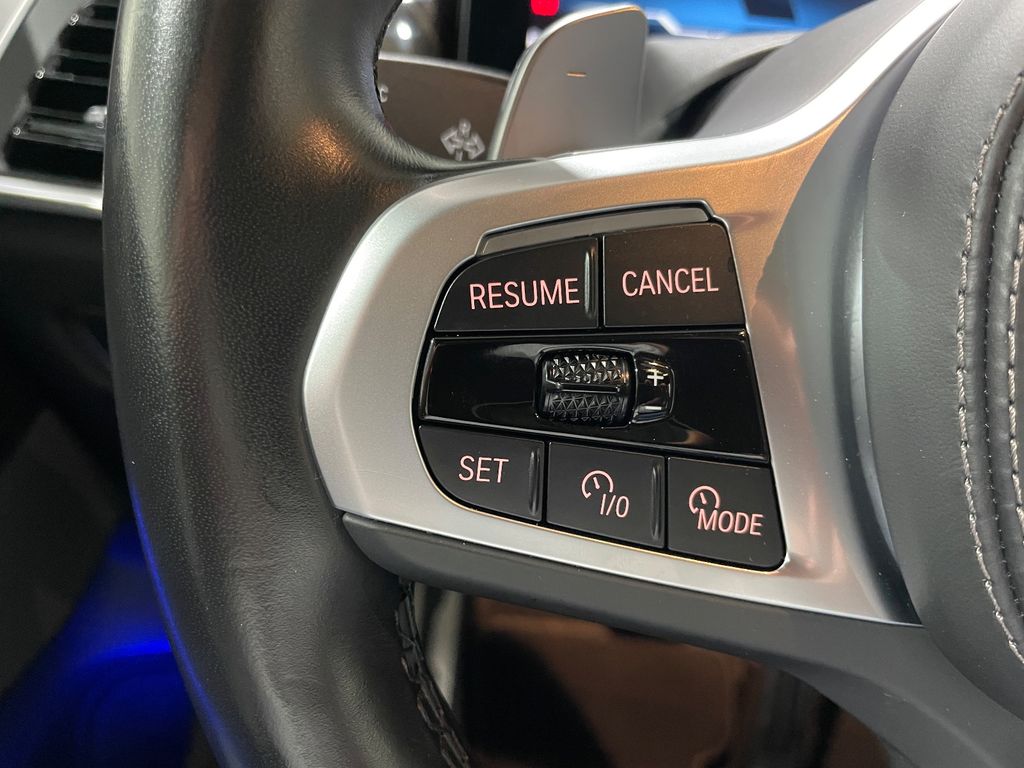 RESUME
CANCEL
+
−
SET
I/O
MODE